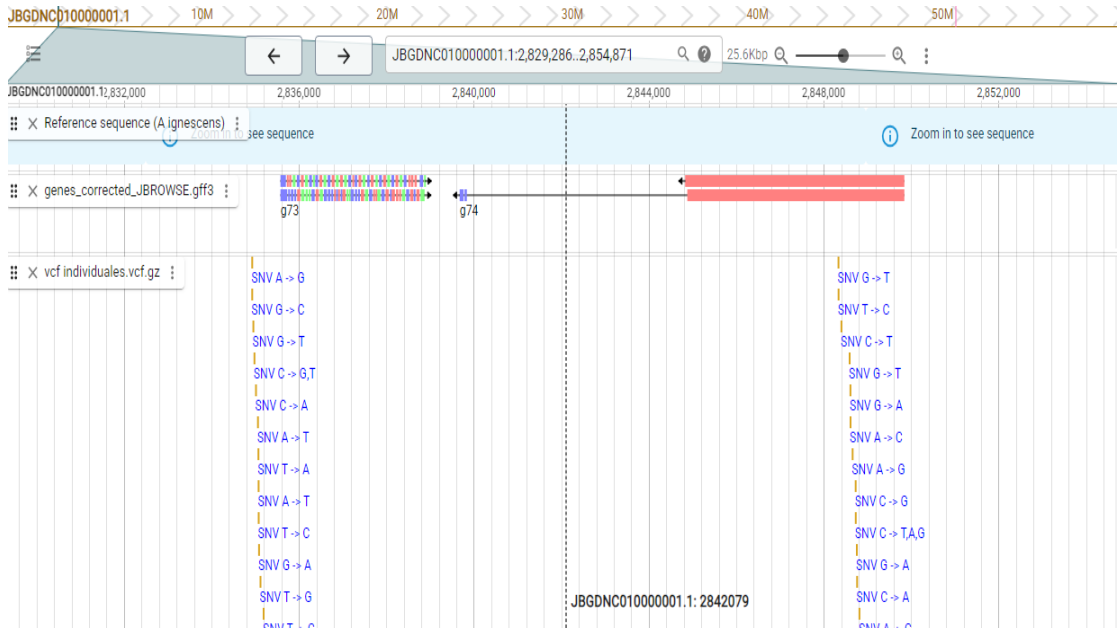 JBGDNC010000001.1 10M 20M 30M 40M 50M
JBGDNC010000001.1:2,829,286..2,854,871 25.6Kbp
JBGDNC010000001.1 2,832,000 2,836,000 2,840,000 2,844,000 2,848,000 2,852,000
Reference sequence (A ignescens) Zoom in to see sequence Zoom in to see sequence
genes_corrected_JBROWSE.gff3
g73 g74
vcf individuales.vcf.gz
SNV A -> G SNV G -> T
SNV G -> C SNV T -> C
SNV G -> T SNV C -> T
SNV C -> G,T SNV G -> T
SNV C -> A SNV G -> A
SNV A -> T SNV A -> C
SNV T -> A SNV A -> G
SNV A -> T SNV C -> G
SNV T -> C SNV C -> T,A,G
SNV G -> A SNV G -> A
SNV T -> G SNV C -> A
JBGDNC010000001.1: 2842079